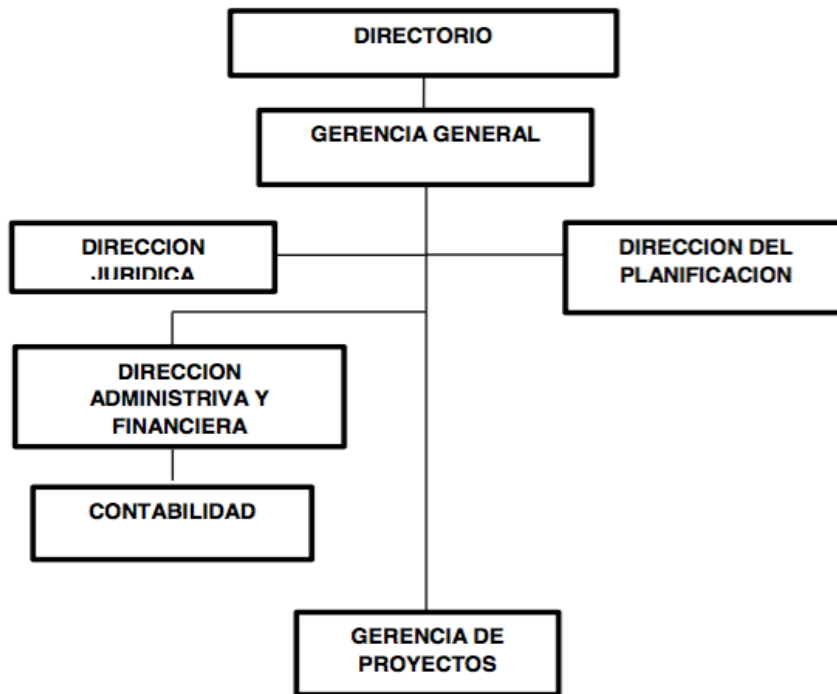 DIRECTORIO
GERENCIA GENERAL
DIRECCION
JURIDICA
DIRECCION DEL
PLANIFICACION
DIRECCION
ADMINISTRIVA Y
FINANCIERA
CONTABILIDAD
GERENCIA DE
PROYECTOS